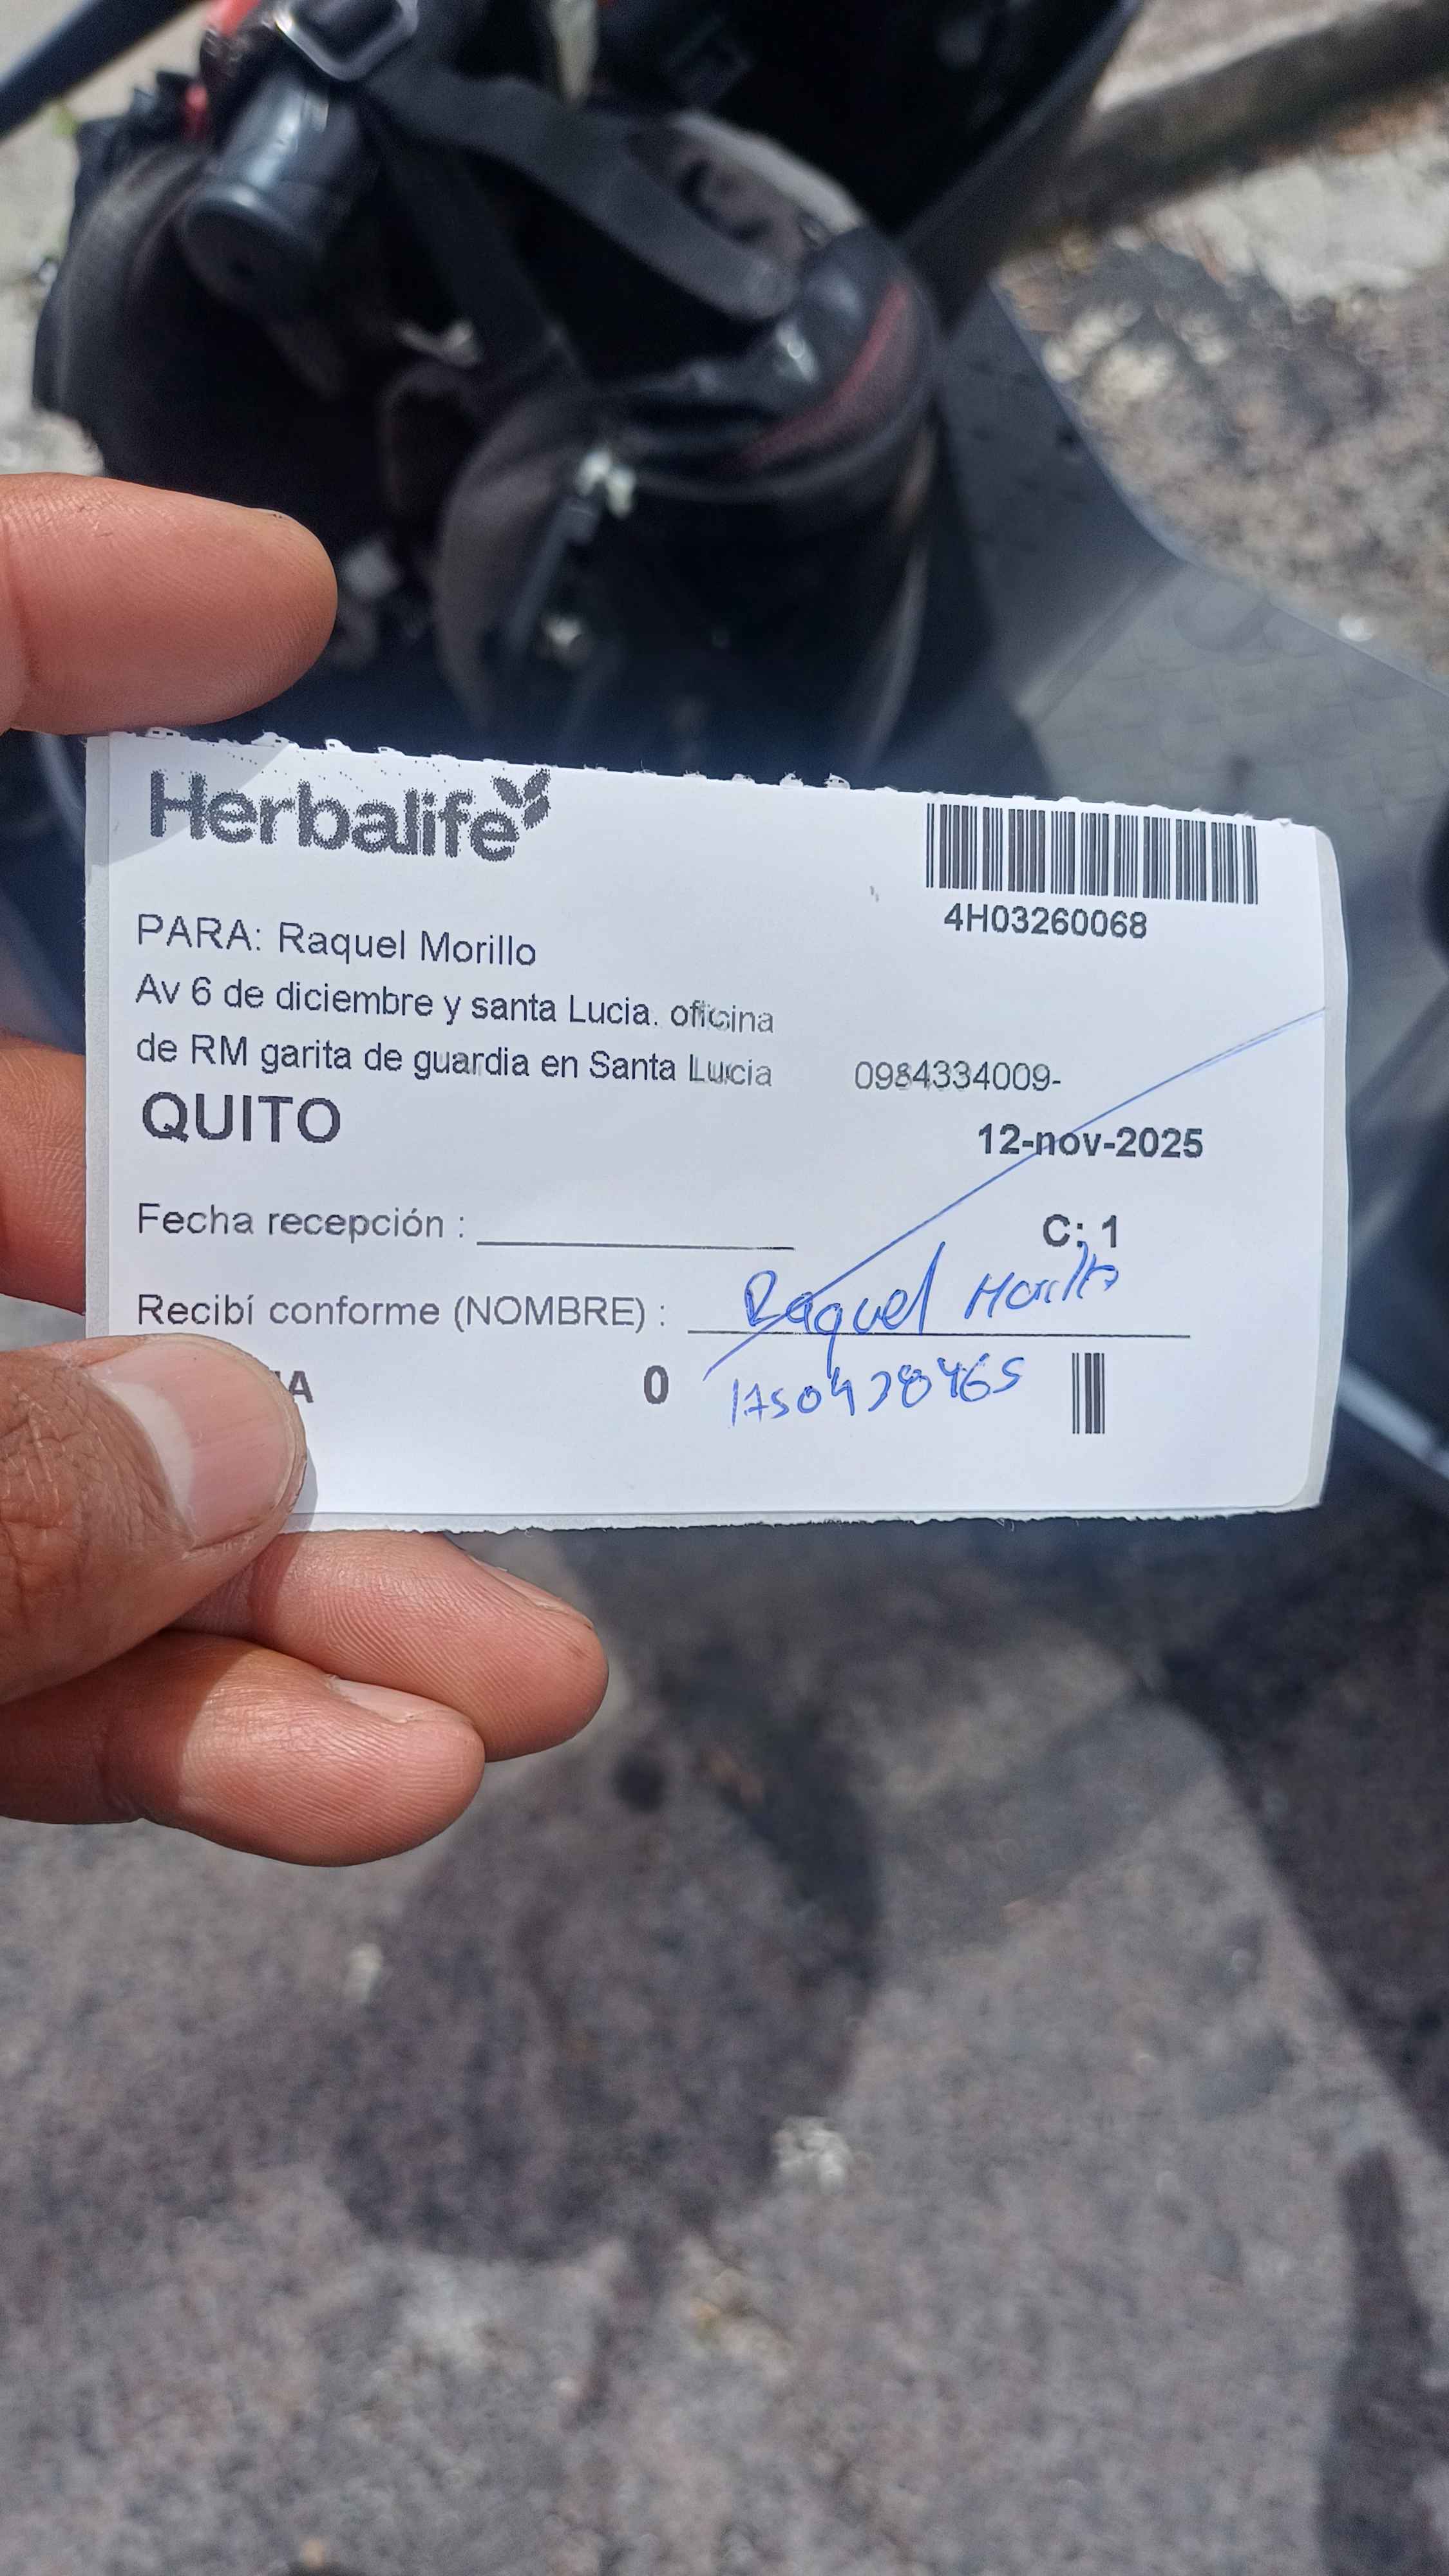 Herbalife
4H03260068
PARA: Raquel Morillo
Av 6 de diciembre y santa Lucia. oficina
de RM garita de guardia en Santa Lucia 0984334009-
QUITO
12-nov-2025
Fecha recepción :
C: 1
Recibí conforme (NOMBRE) : Raquel Morillo
0